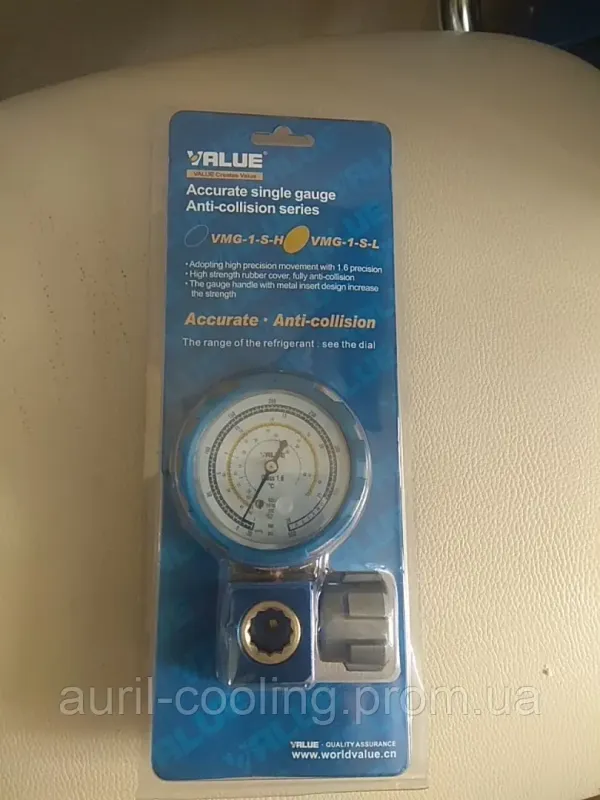 VALUE®
VALUE Creates Value
Accurate single gauge
Anti-collision series
VMG-1-S-H VMG-1-S-L
• Adopting high precision movement with 1.6 precision
• High strength rubber cover, fully anti-collision
• The gauge handle with metal insert design increase
the strength
Accurate · Anti-collision
The range of the refrigerant : see the dial
VALUE
1.6
°C
auril-cooling.prom.ua
VALUE · QUALITY ASSURANCE
www.worldvalue.cn